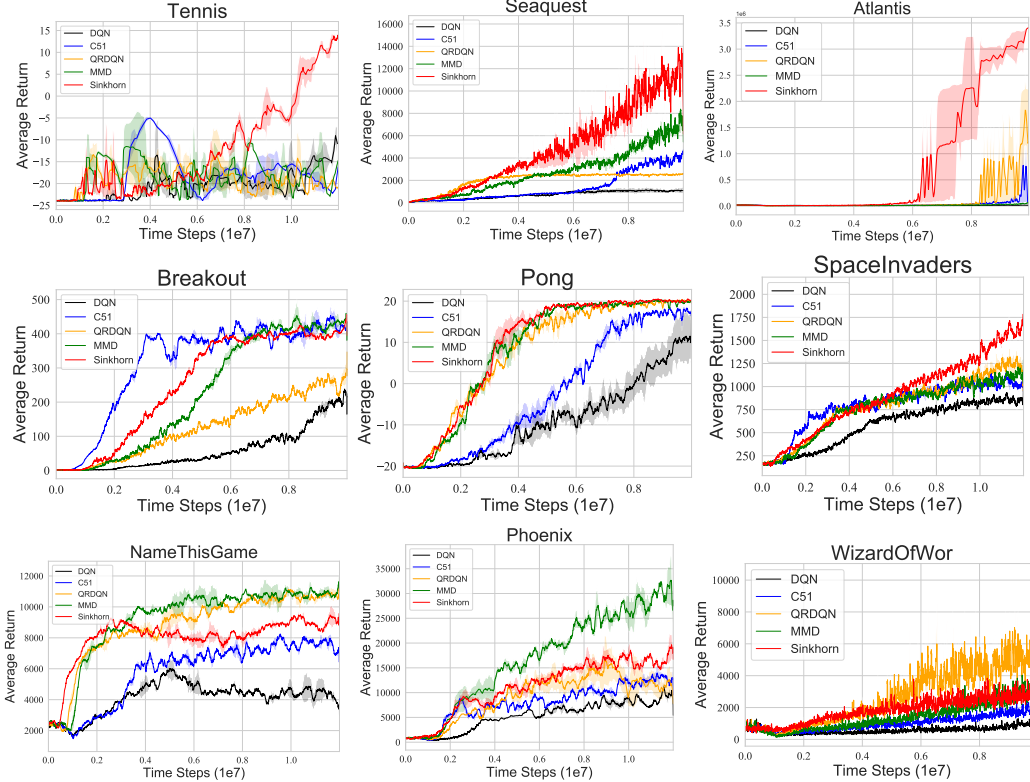 Tennis
Average Return
15
10
5
0
−5
−10
−15
−20
−25
DQN
C51
QRDQN
MMD
Sinkhorn
0.0 0.2 0.4 0.6 0.8 1.0
Time Steps (1e7)
Seaquest
Average Return
16000
14000
12000
10000
8000
6000
4000
2000
0
DQN
C51
QRDQN
MMD
Sinkhorn
0.0 0.2 0.4 0.6 0.8
Time Steps (1e7)
Atlantis
1e6
Average Return
3.5
3.0
2.5
2.0
1.5
1.0
0.5
0.0
DQN
C51
QRDQN
MMD
Sinkhorn
0.0 0.2 0.4 0.6 0.8
Time Steps (1e7)
Breakout
Average Return
500
400
300
200
100
0
DQN
C51
QRDQN
MMD
Sinkhorn
0.0 0.2 0.4 0.6 0.8
Time Steps (1e7)
Pong
Average Return
20
10
0
−10
−20
DQN
C51
QRDQN
MMD
Sinkhorn
0.0 0.2 0.4 0.6 0.8
Time Steps (1e7)
SpaceInvaders
Average Return
2000
1750
1500
1250
1000
750
500
250
DQN
C51
QRDQN
MMD
Sinkhorn
0.0 0.2 0.4 0.6 0.8 1.0
Time Steps (1e7)
NameThisGame
Average Return
12000
10000
8000
6000
4000
2000
DQN
C51
QRDQN
MMD
Sinkhorn
0.0 0.2 0.4 0.6 0.8 1.0
Time Steps (1e7)
Phoenix
Average Return
35000
30000
25000
20000
15000
10000
5000
0
DQN
C51
QRDQN
MMD
Sinkhorn
0.0 0.2 0.4 0.6 0.8 1.0
Time Steps (1e7)
WizardOfWor
Average Return
10000
8000
6000
4000
2000
0
DQN
C51
QRDQN
MMD
Sinkhorn
0.0 0.2 0.4 0.6 0.8
Time Steps (1e7)